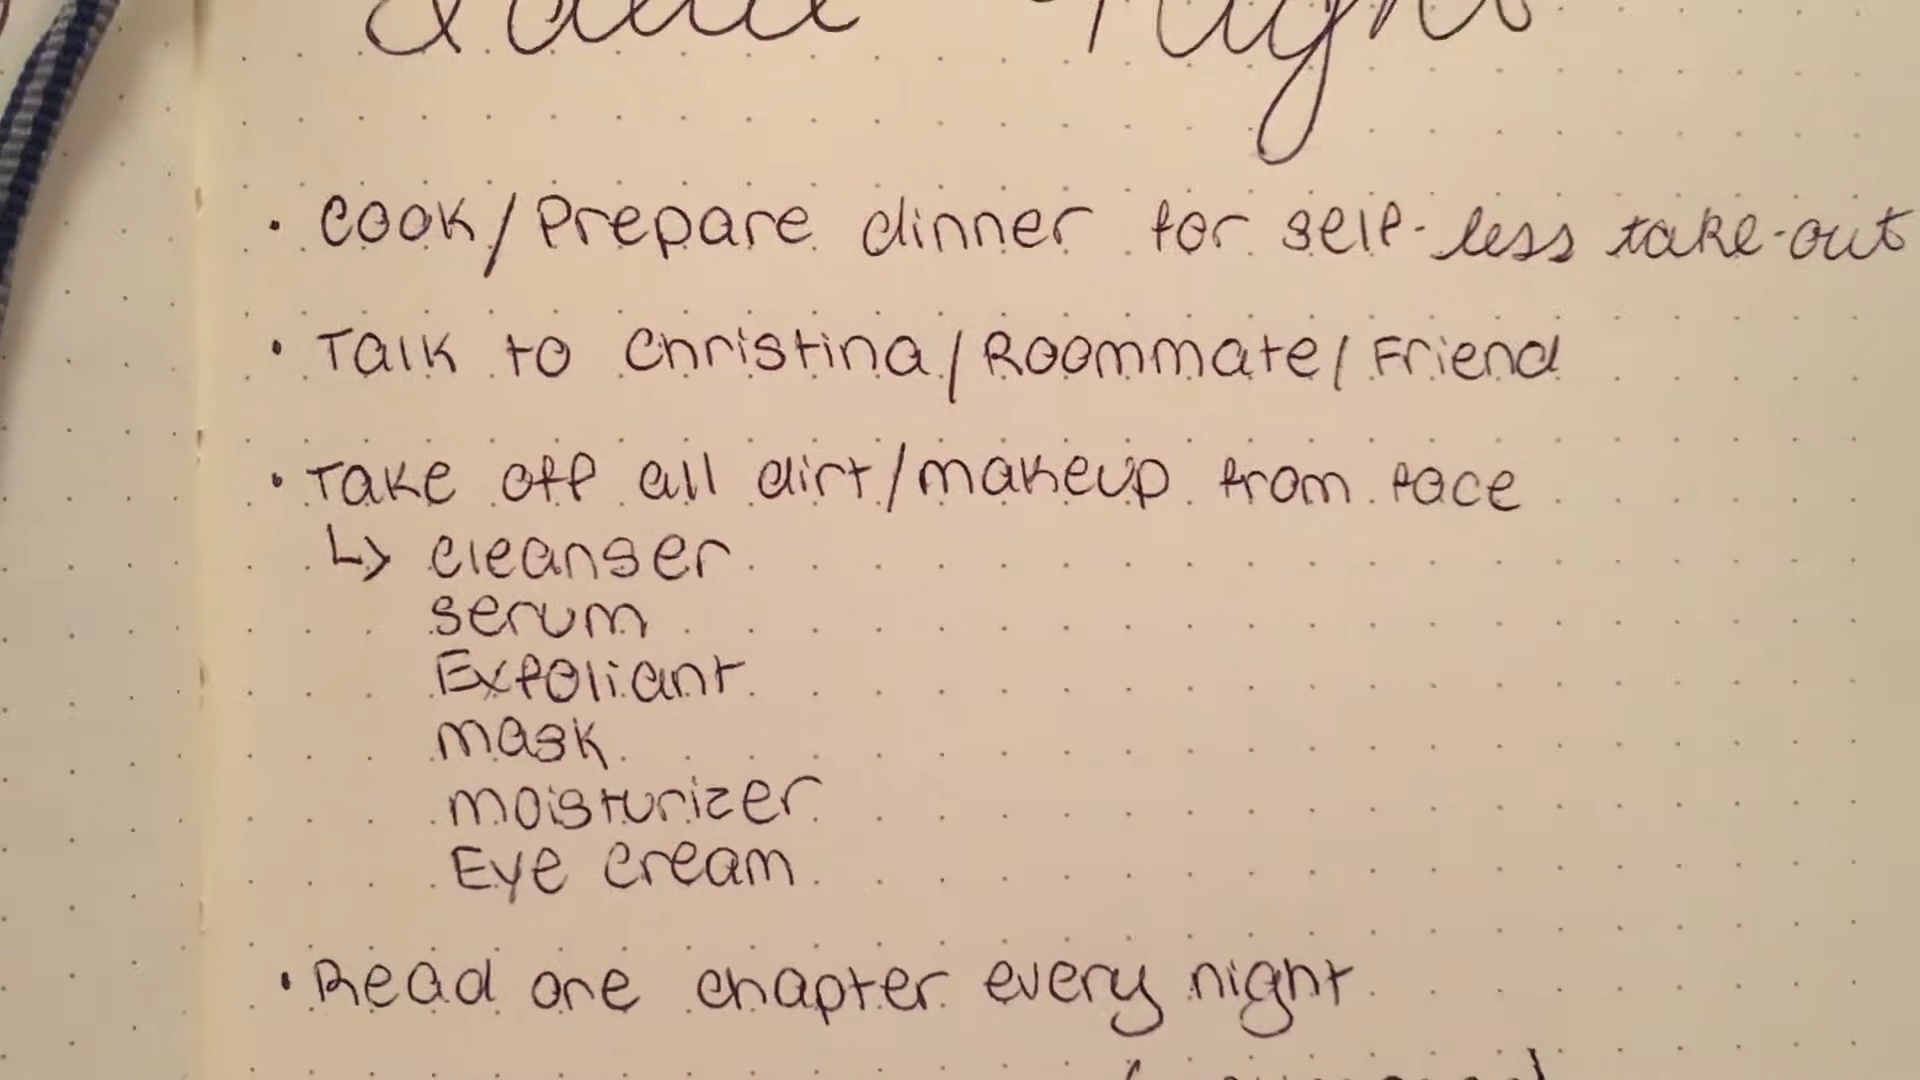 night
• Cook/Prepare dinner for self-less take-out
• Talk to Christina/Roommate/Friend
• Take off all dirt/makeup from face
↳ cleanser
serum
Exfoliant
mask
moisturizer
Eye cream
• Read one chapter every night